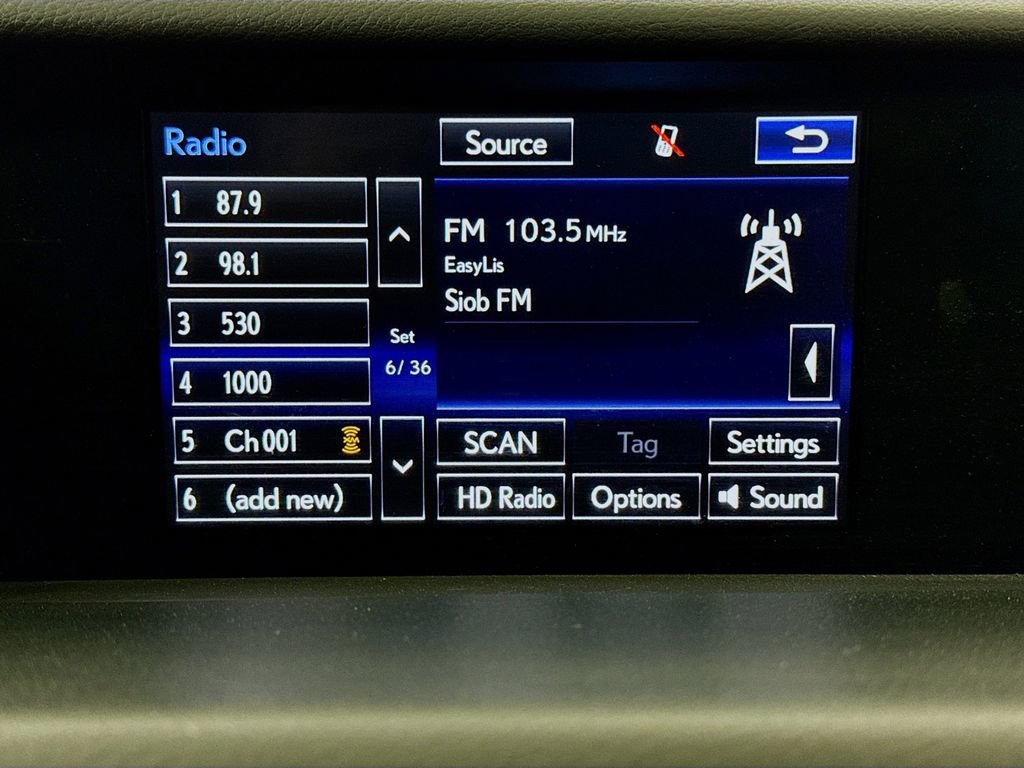 Radio
Source
1 87.9
2 98.1
3 530
4 1000
5 Ch 001 XM
6 (add new)
Set
6/ 36
FM 103.5 MHz
EasyLis
Siob FM
SCAN
Tag
Settings
HD Radio
Options
Sound